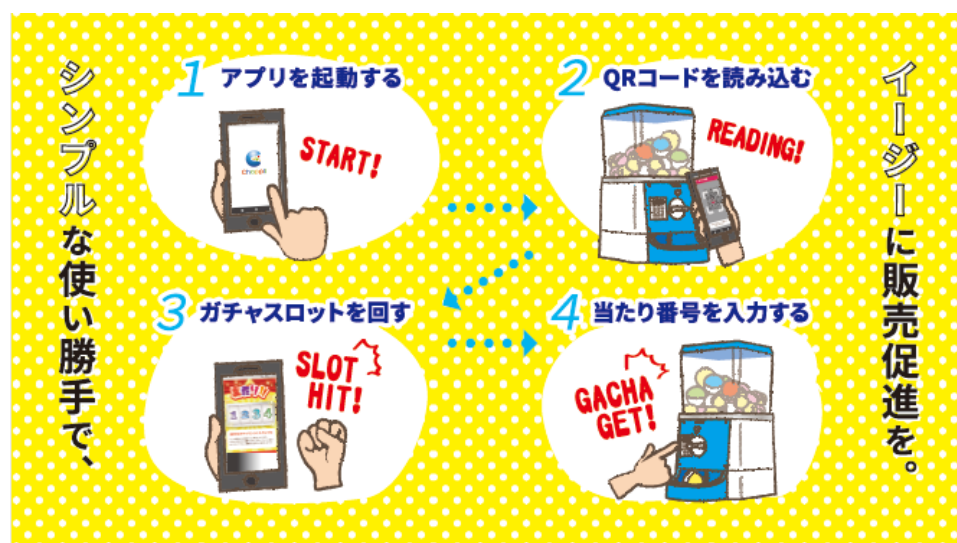 シンプルな使い勝手で、
イージーに販売促進を。
1 アプリを起動する
START!
2 QRコードを読み込む
READING!
3 ガチャスロットを回す
SLOT
HIT!
1234
4 当たり番号を入力する
GACHA
GET!